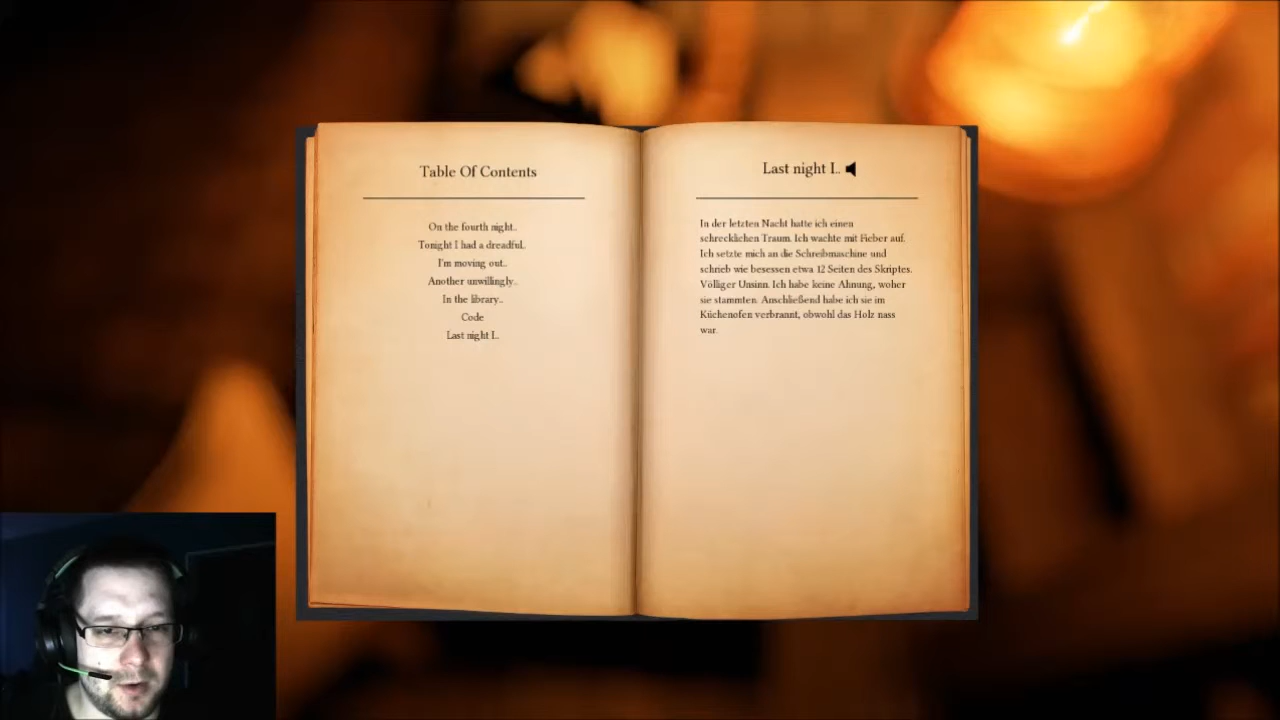 Table Of Contents
On the fourth night..
Tonight I had a dreadful..
I'm moving out..
Another unwillingly..
In the library..
Code
Last night I..
Last night I..
In der letzten Nacht hatte ich einen
schrecklichen Traum. Ich wachte mit Fieber auf.
Ich setzte mich an die Schreibmaschine und
schrieb wie besessen etwa 12 Seiten des Skriptes.
Völliger Unsinn. Ich habe keine Ahnung, woher
sie stammten. Anschließend habe ich sie im
Küchenofen verbrannt, obwohl das Holz nass
war.